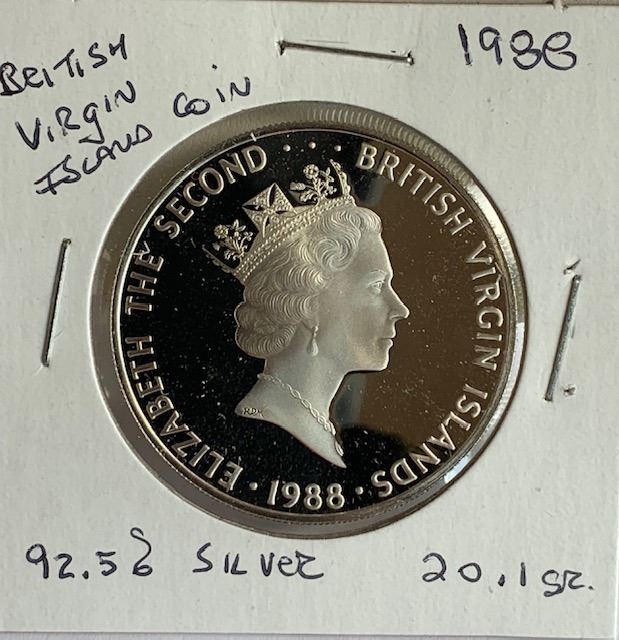 BRITISH
VIRGIN
ISLAND COIN
1988
ELIZABETH THE SECOND · · · BRITISH VIRGIN ISLANDS · 1988 ·
RDM
92.5% SILVER
20.1 gr.